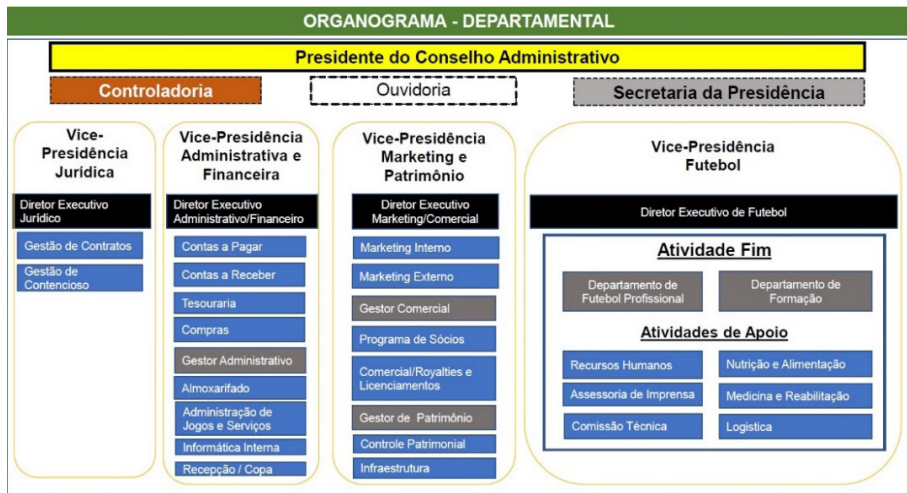 ORGANOGRAMA - DEPARTAMENTAL
Presidente do Conselho Administrativo
Controladoria
Ouvidoria
Secretaria da Presidência
Vice-
Presidência
Jurídica
Diretor Executivo
Jurídico
Gestão de Contratos
Gestão de
Contencioso
Vice-Presidência
Administrativa e
Financeira
Diretor Executivo
Administrativo/Financeiro
Contas a Pagar
Contas a Receber
Tesouraria
Compras
Gestor Administrativo
Almoxarifado
Administração de
Jogos e Serviços
Informática Interna
Recepção / Copa
Vice-Presidência
Marketing e
Patrimônio
Diretor Executivo
Marketing/Comercial
Marketing Interno
Marketing Externo
Gestor Comercial
Programa de Sócios
Comercial/Royalties e
Licenciamentos
Gestor de Patrimônio
Controle Patrimonial
Infraestrutura
Vice-Presidência
Futebol
Diretor Executivo de Futebol
Atividade Fim
Departamento de
Futebol Profissional
Departamento de
Formação
Atividades de Apoio
Recursos Humanos
Nutrição e Alimentação
Assessoria de Imprensa
Medicina e Reabilitação
Comissão Técnica
Logistica